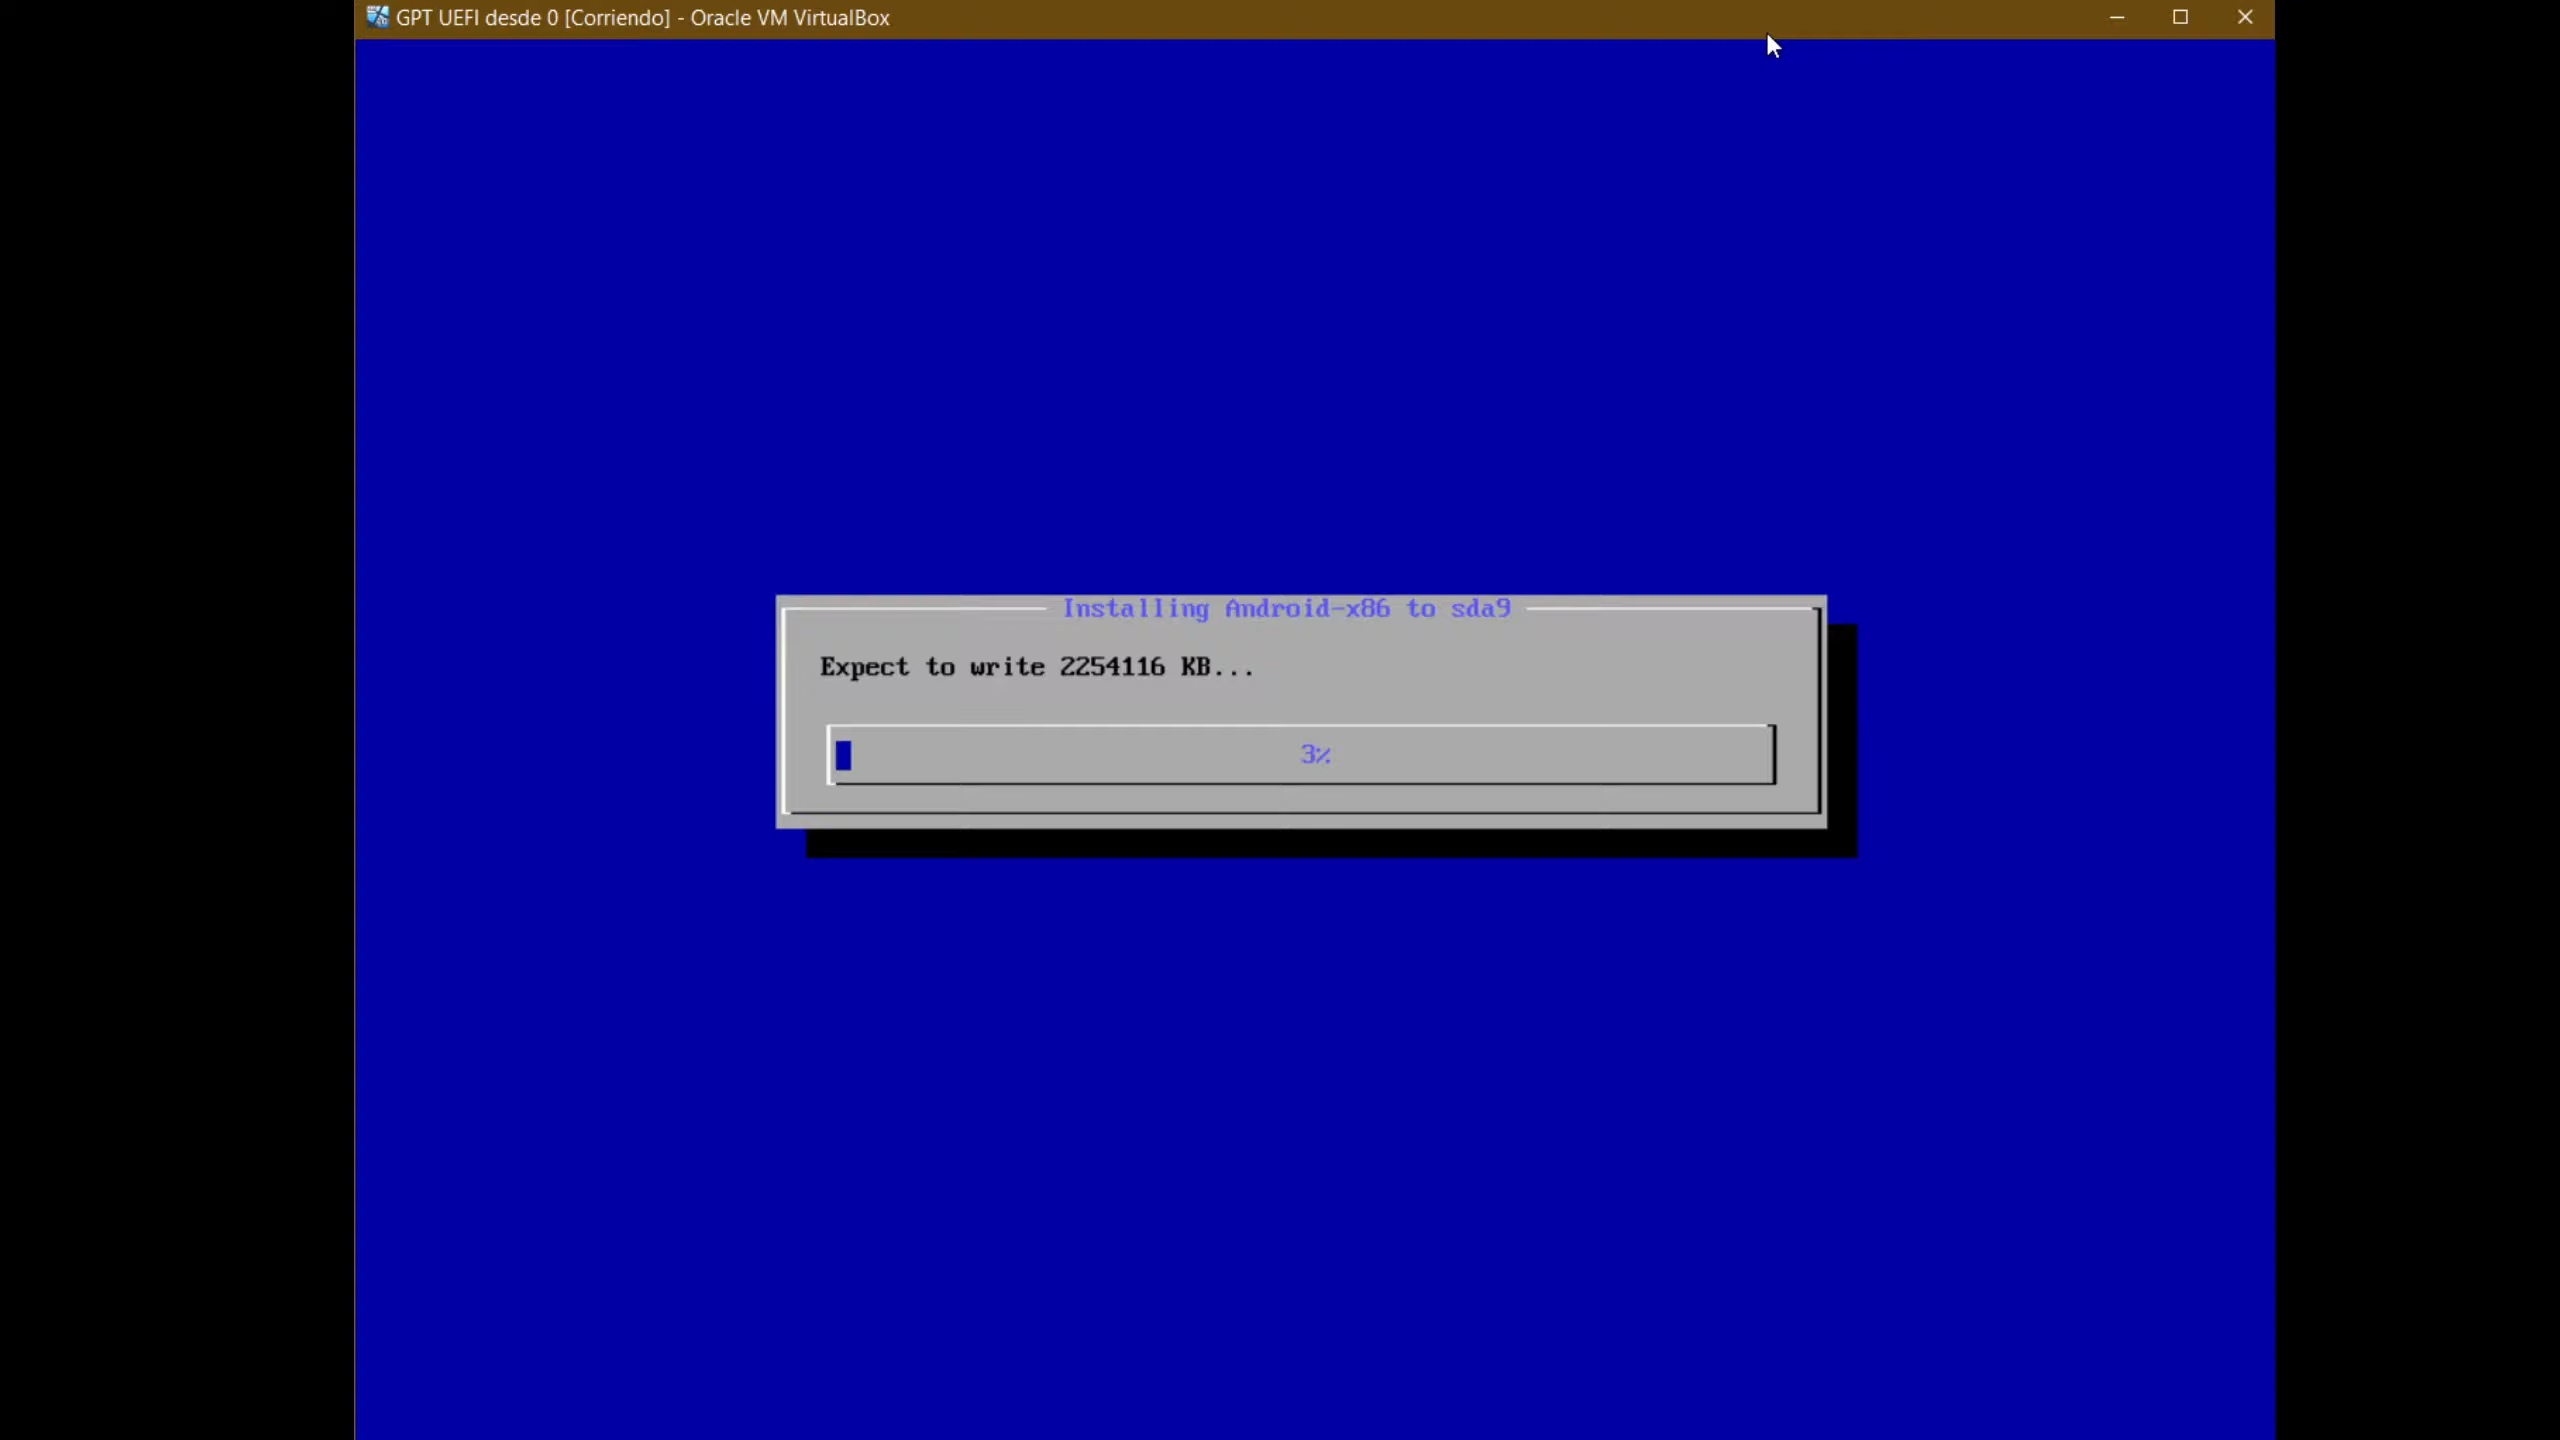 GPT UEFI desde 0 [Corriendo] - Oracle VM VirtualBox
Installing Android-x86 to sda9
Expect to write 2254116 KB...
3%